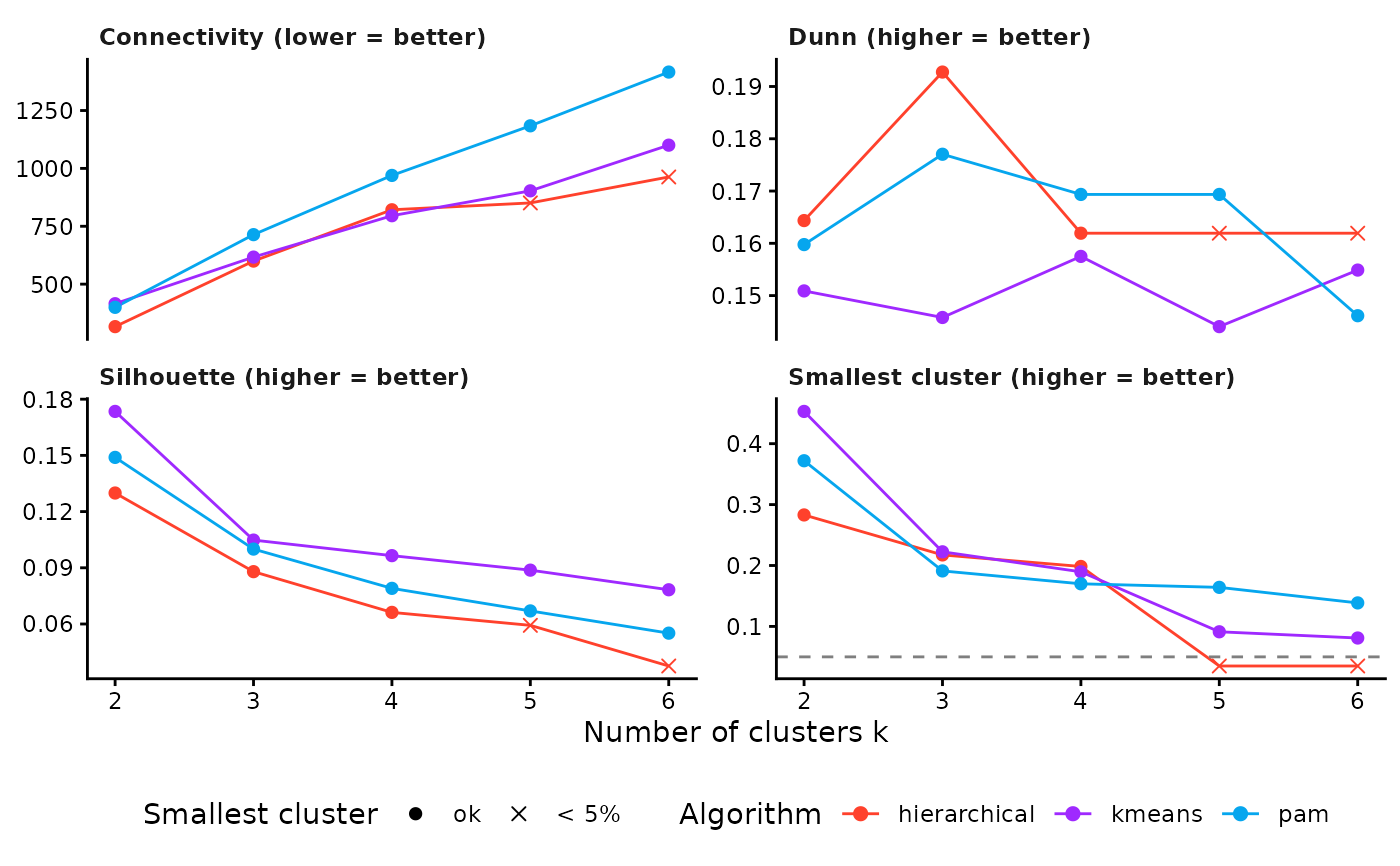 Connectivity (lower = better)
1250
1000
750
500
Dunn (higher = better)
0.19
0.18
0.17
0.16
0.15
Silhouette (higher = better)
0.18
0.15
0.12
0.09
0.06
2 3 4 5 6
Smallest cluster (higher = better)
0.4
0.3
0.2
0.1
2 3 4 5 6
Number of clusters k
Smallest cluster ok < 5% Algorithm hierarchical kmeans pam